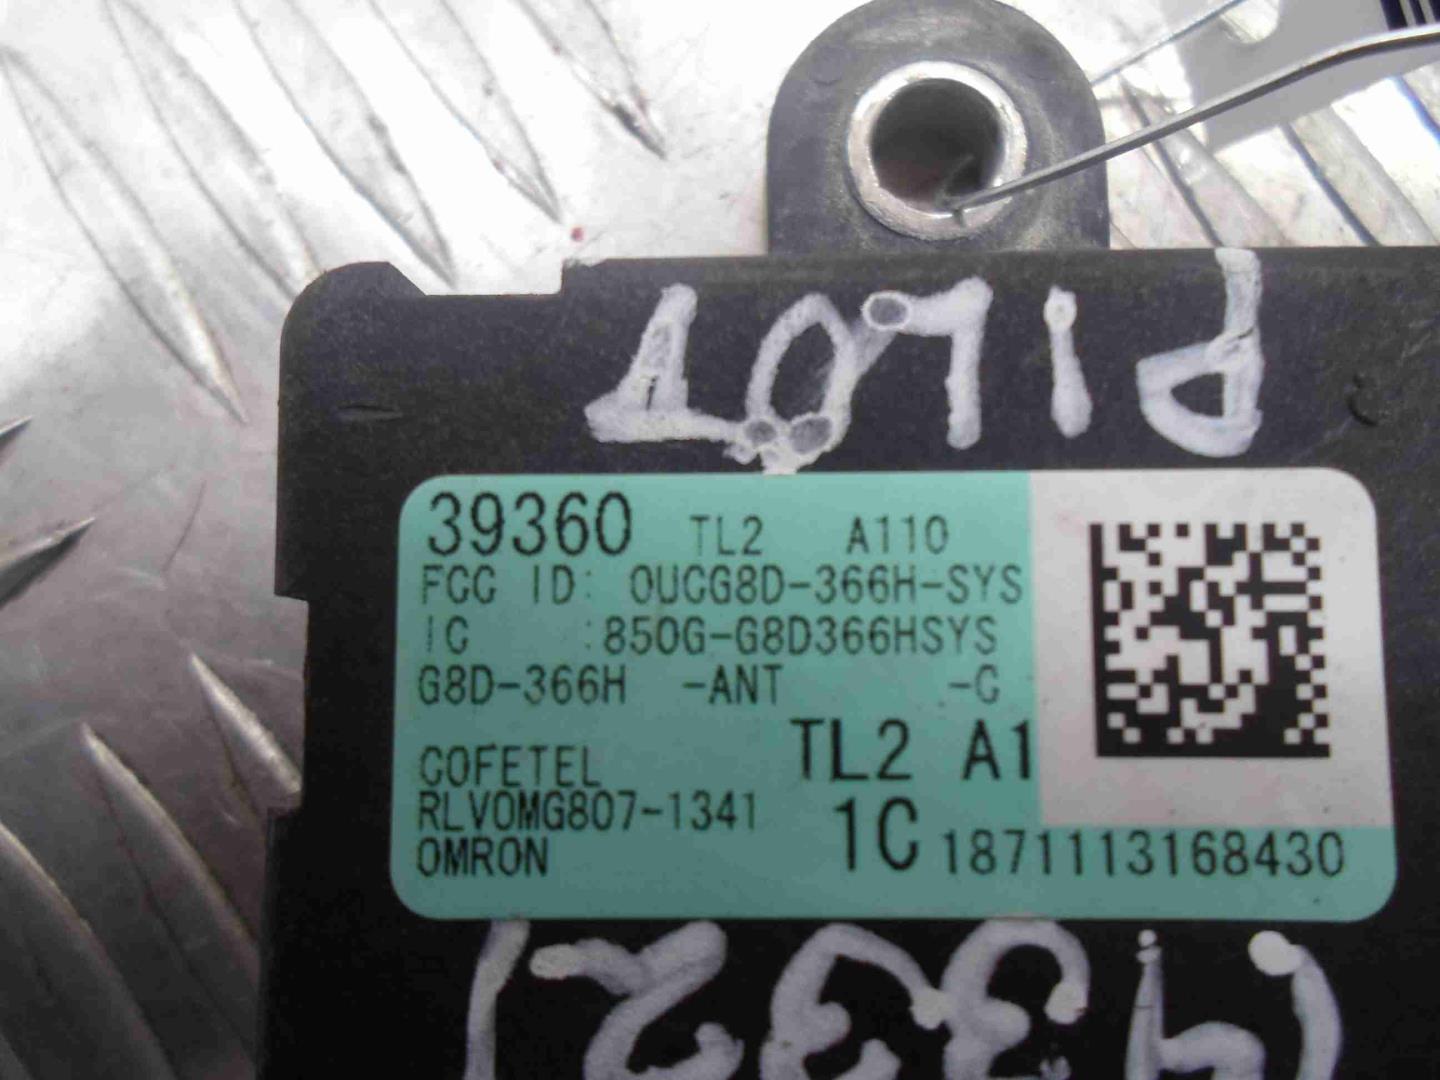 PILOT
39360 TL2 A110
FCC ID: OUCG8D-366H-SYS
IC :850G-G8D366HSYS
G8D-366H -ANT -C
TL2 A1
COFETEL
RLVOMG807-1341
1C 1871113168430
OMRON